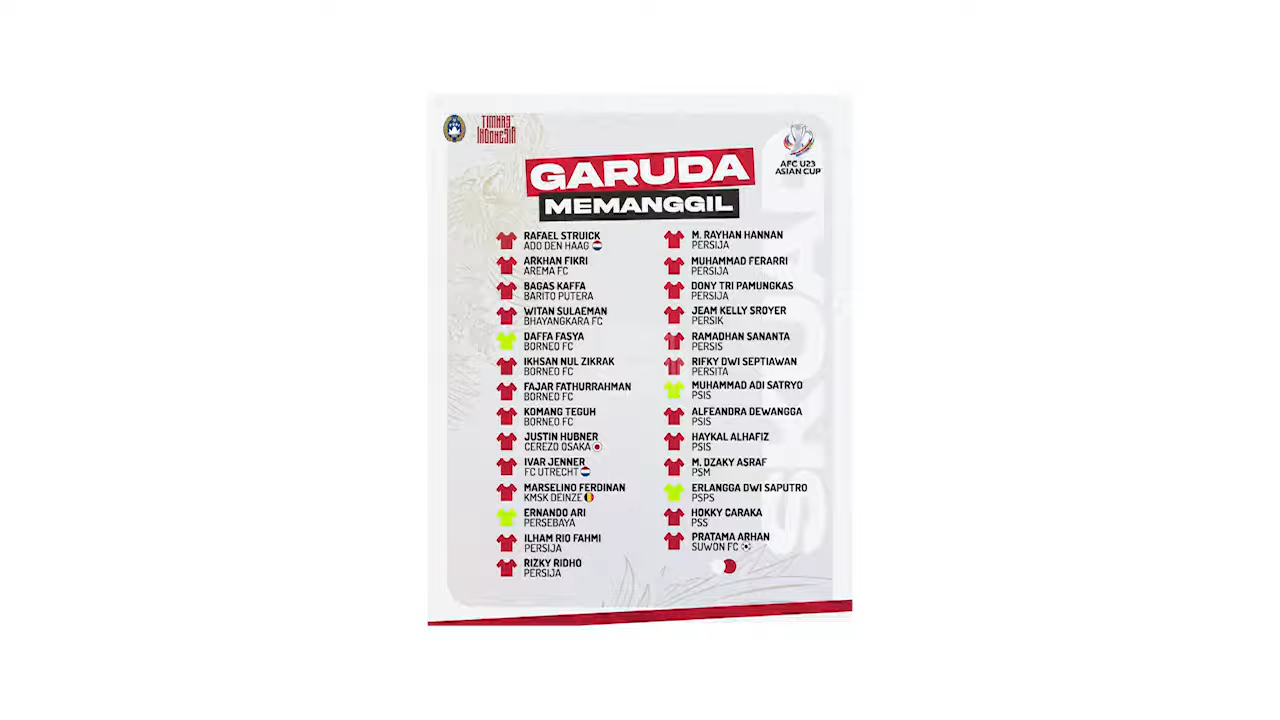 TIMNAS
INDONESIA
AFC U23
ASIAN CUP
GARUDA
MEMANGGIL
RAFAEL STRUICK
ADO DEN HAAG
ARKHAN FIKRI
AREMA FC
BAGAS KAFFA
BARITO PUTERA
WITAN SULAEMAN
BHAYANGKARA FC
DAFFA FASYA
BORNEO FC
IKHSAN NUL ZIKRAK
BORNEO FC
FAJAR FATHURRAHMAN
BORNEO FC
KOMANG TEGUH
BORNEO FC
JUSTIN HUBNER
CEREZO OSAKA
IVAR JENNER
FC UTRECHT
MARSELINO FERDINAN
KMSK DEINZE
ERNANDO ARI
PERSEBAYA
ILHAM RIO FAHMI
PERSIJA
RIZKY RIDHO
PERSIJA
M. RAYHAN HANNAN
PERSIJA
MUHAMMAD FERARRI
PERSIJA
DONY TRI PAMUNGKAS
PERSIJA
JEAM KELLY SROYER
PERSIK
RAMADHAN SANANTA
PERSIS
RIFKY DWI SEPTIAWAN
PERSITA
MUHAMMAD ADI SATRYO
PSIS
ALFEANDRA DEWANGGA
PSIS
HAYKAL ALHAFIZ
PSIS
M. DZAKY ASRAF
PSM
ERLANGGA DWI SAPUTRO
PSPS
HOKKY CARAKA
PSS
PRATAMA ARHAN
SUWON FC
SKUAD